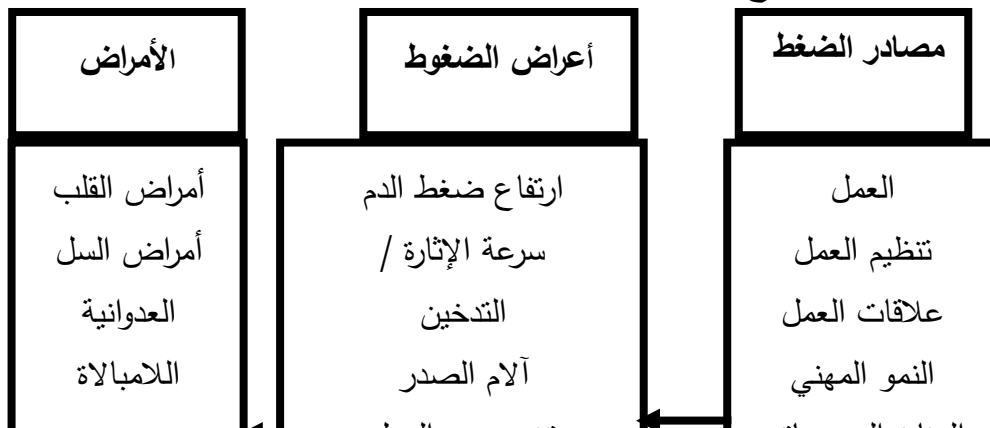 مصادر الضغط
العمل
تنظيم العمل
علاقات العمل
النمو المهني
أعراض الضغوط
ارتفاع ضغط الدم
سرعة الإثارة /
التدخين
آلام الصدر
الأمراض
أمراض القلب
أمراض السل
العدوانية
اللامبالاة